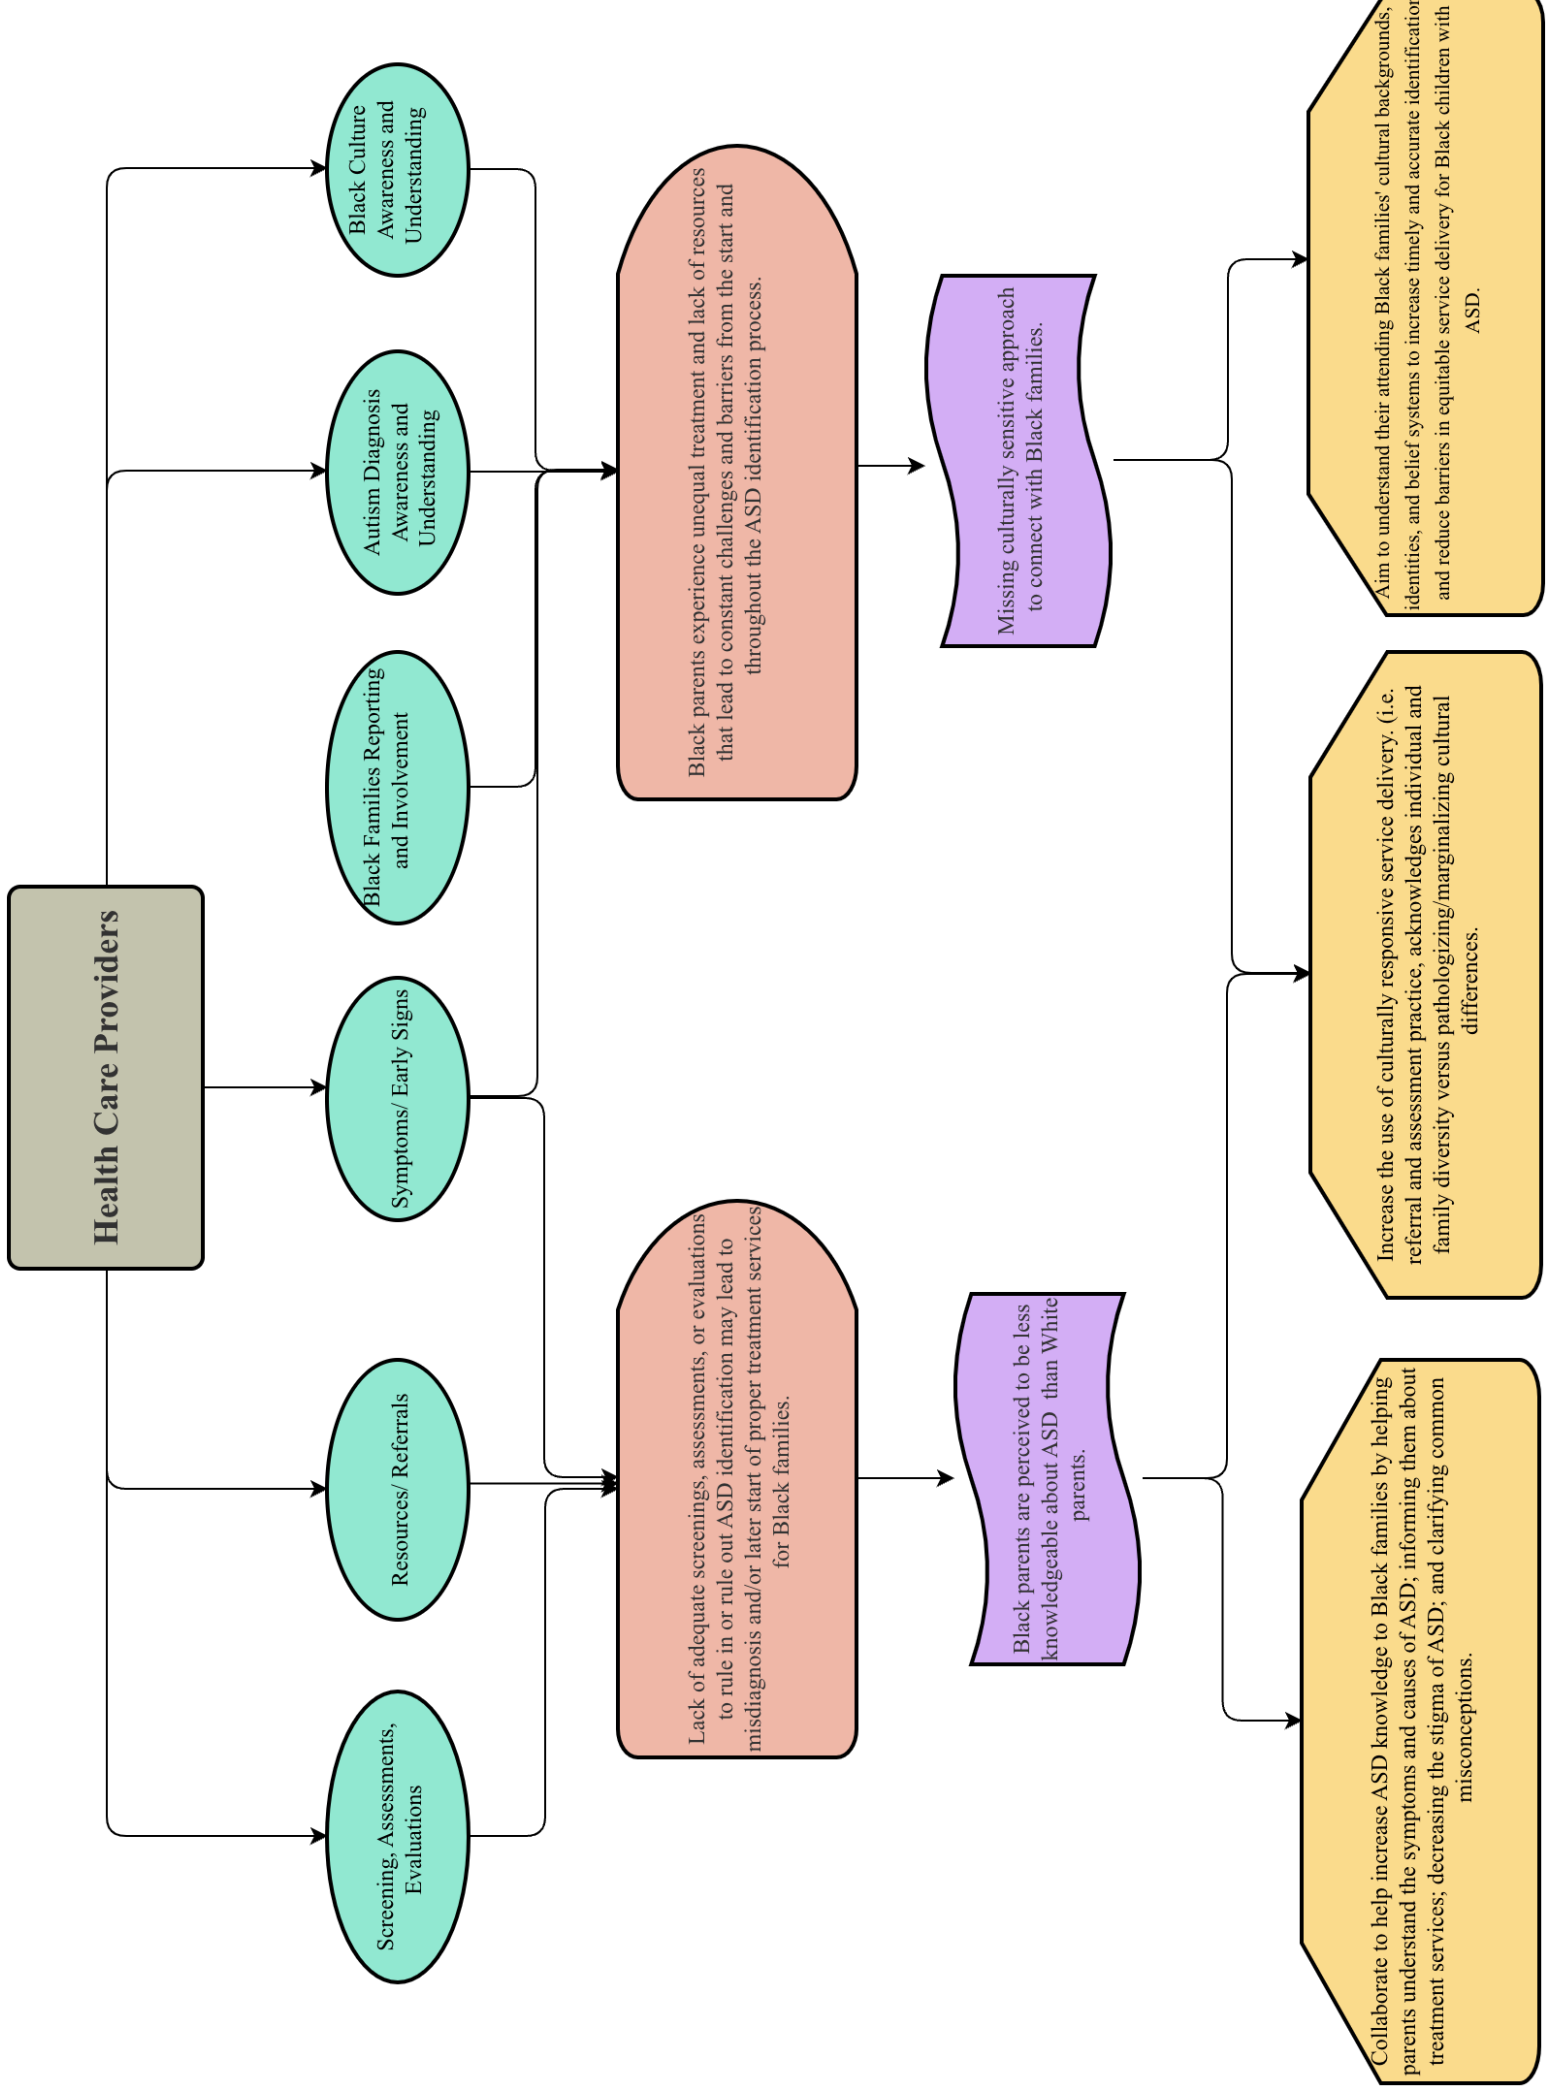 Health Care Providers
Screening, Assessments,
Evaluations
Resources/ Referrals
Symptoms/ Early Signs
Black Families Reporting
and Involvement
Autism Diagnosis
Awareness and
Understanding
Black Culture
Awareness and
Understanding
Lack of adequate screenings, assessments, or evaluations
to rule in or rule out ASD identification may lead to
misdiagnosis and/or later start of proper treatment services
for Black families.
Black parents experience unequal treatment and lack of resources
that lead to constant challenges and barriers from the start and
throughout the ASD identification process.
Black parents are perceived to be less
knowledgeable about ASD than White
parents.
Missing culturally sensitive approach
to connect with Black families.
Collaborate to help increase ASD knowledge to Black families by helping
parents understand the symptoms and causes of ASD; informing them about
treatment services; decreasing the stigma of ASD; and clarifying common
misconceptions.
Increase the use of culturally responsive service delivery. (i.e.
referral and assessment practice, acknowledges individual and
family diversity versus pathologizing/marginalizing cultural
differences.
Aim to understand their attending Black families' cultural backgrounds,
identities, and belief systems to increase timely and accurate identification
and reduce barriers in equitable service delivery for Black children with
ASD.